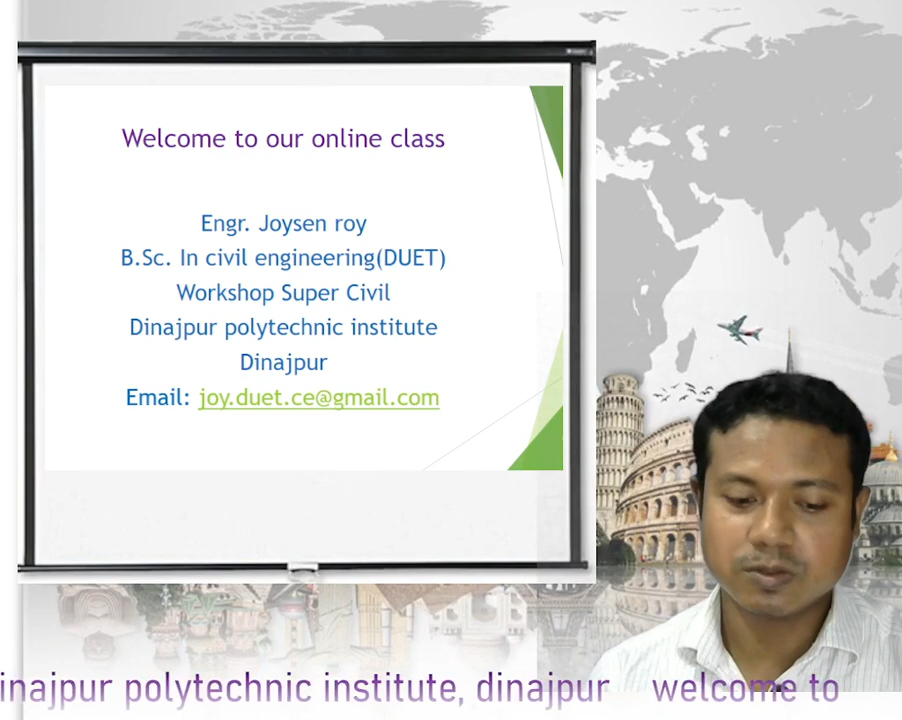 Welcome to our online class
Engr. Joysen roy
B.Sc. In civil engineering(DUET)
Workshop Super Civil
Dinajpur polytechnic institute
Dinajpur
Email: joy.duet.ce@gmail.com
inajpur polytechnic institute, dinajpur welcome to